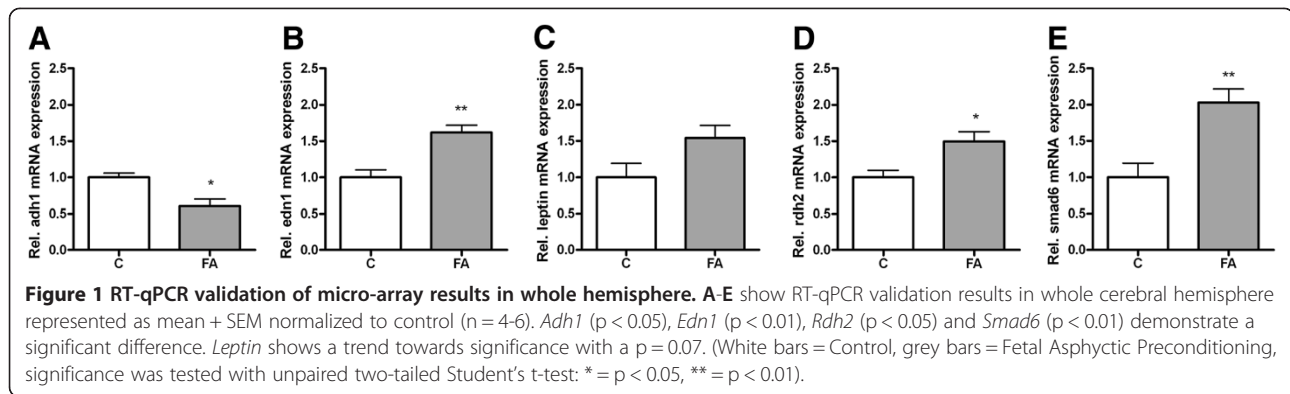 A
B
C
D
E
Rel. adh1 mRNA expression
2.5
2.0
1.5
1.0
0.5
0.0
*
C
FA
Rel. edn1 mRNA expression
2.5
2.0
1.5
1.0
0.5
0.0
**
C
FA
Rel. leptin mRNA expression
2.5
2.0
1.5
1.0
0.5
0.0
C
FA
Rel. rdh2 mRNA expression
2.5
2.0
1.5
1.0
0.5
0.0
*
C
FA
Rel. smad6 mRNA expression
2.5
2.0
1.5
1.0
0.5
0.0
**
C
FA
Figure 1 RT-qPCR validation of micro-array results in whole hemisphere. A-E show RT-qPCR validation results in whole cerebral hemisphere
represented as mean + SEM normalized to control (n = 4-6). Adh1 (p < 0.05), Edn1 (p < 0.01), Rdh2 (p < 0.05) and Smad6 (p < 0.01) demonstrate a
significant difference. Leptin shows a trend towards significance with a p = 0.07. (White bars = Control, grey bars = Fetal Asphyctic Preconditioning,
significance was tested with unpaired two-tailed Student's t-test: * = p < 0.05, ** = p < 0.01).